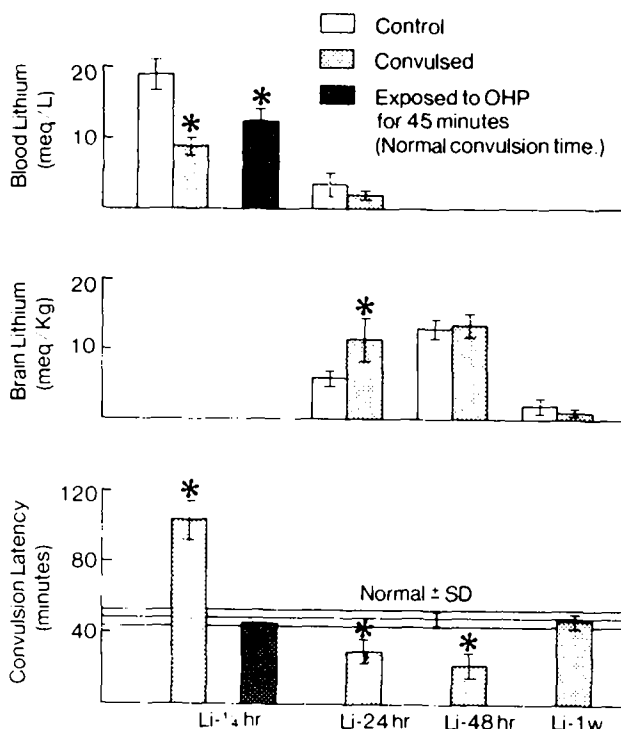 Control
Convulsed
Exposed to OHP
for 45 minutes
(Normal convulsion time.)
Blood Lithium
(meq/L)
20
10
*
*
Brain Lithium
(meq/Kg)
20
10
*
Convulsion Latency
(minutes)
120
80
40
*
Normal ± SD
*
*
Li-¼ hr
Li-24 hr
Li-48 hr
Li-1w